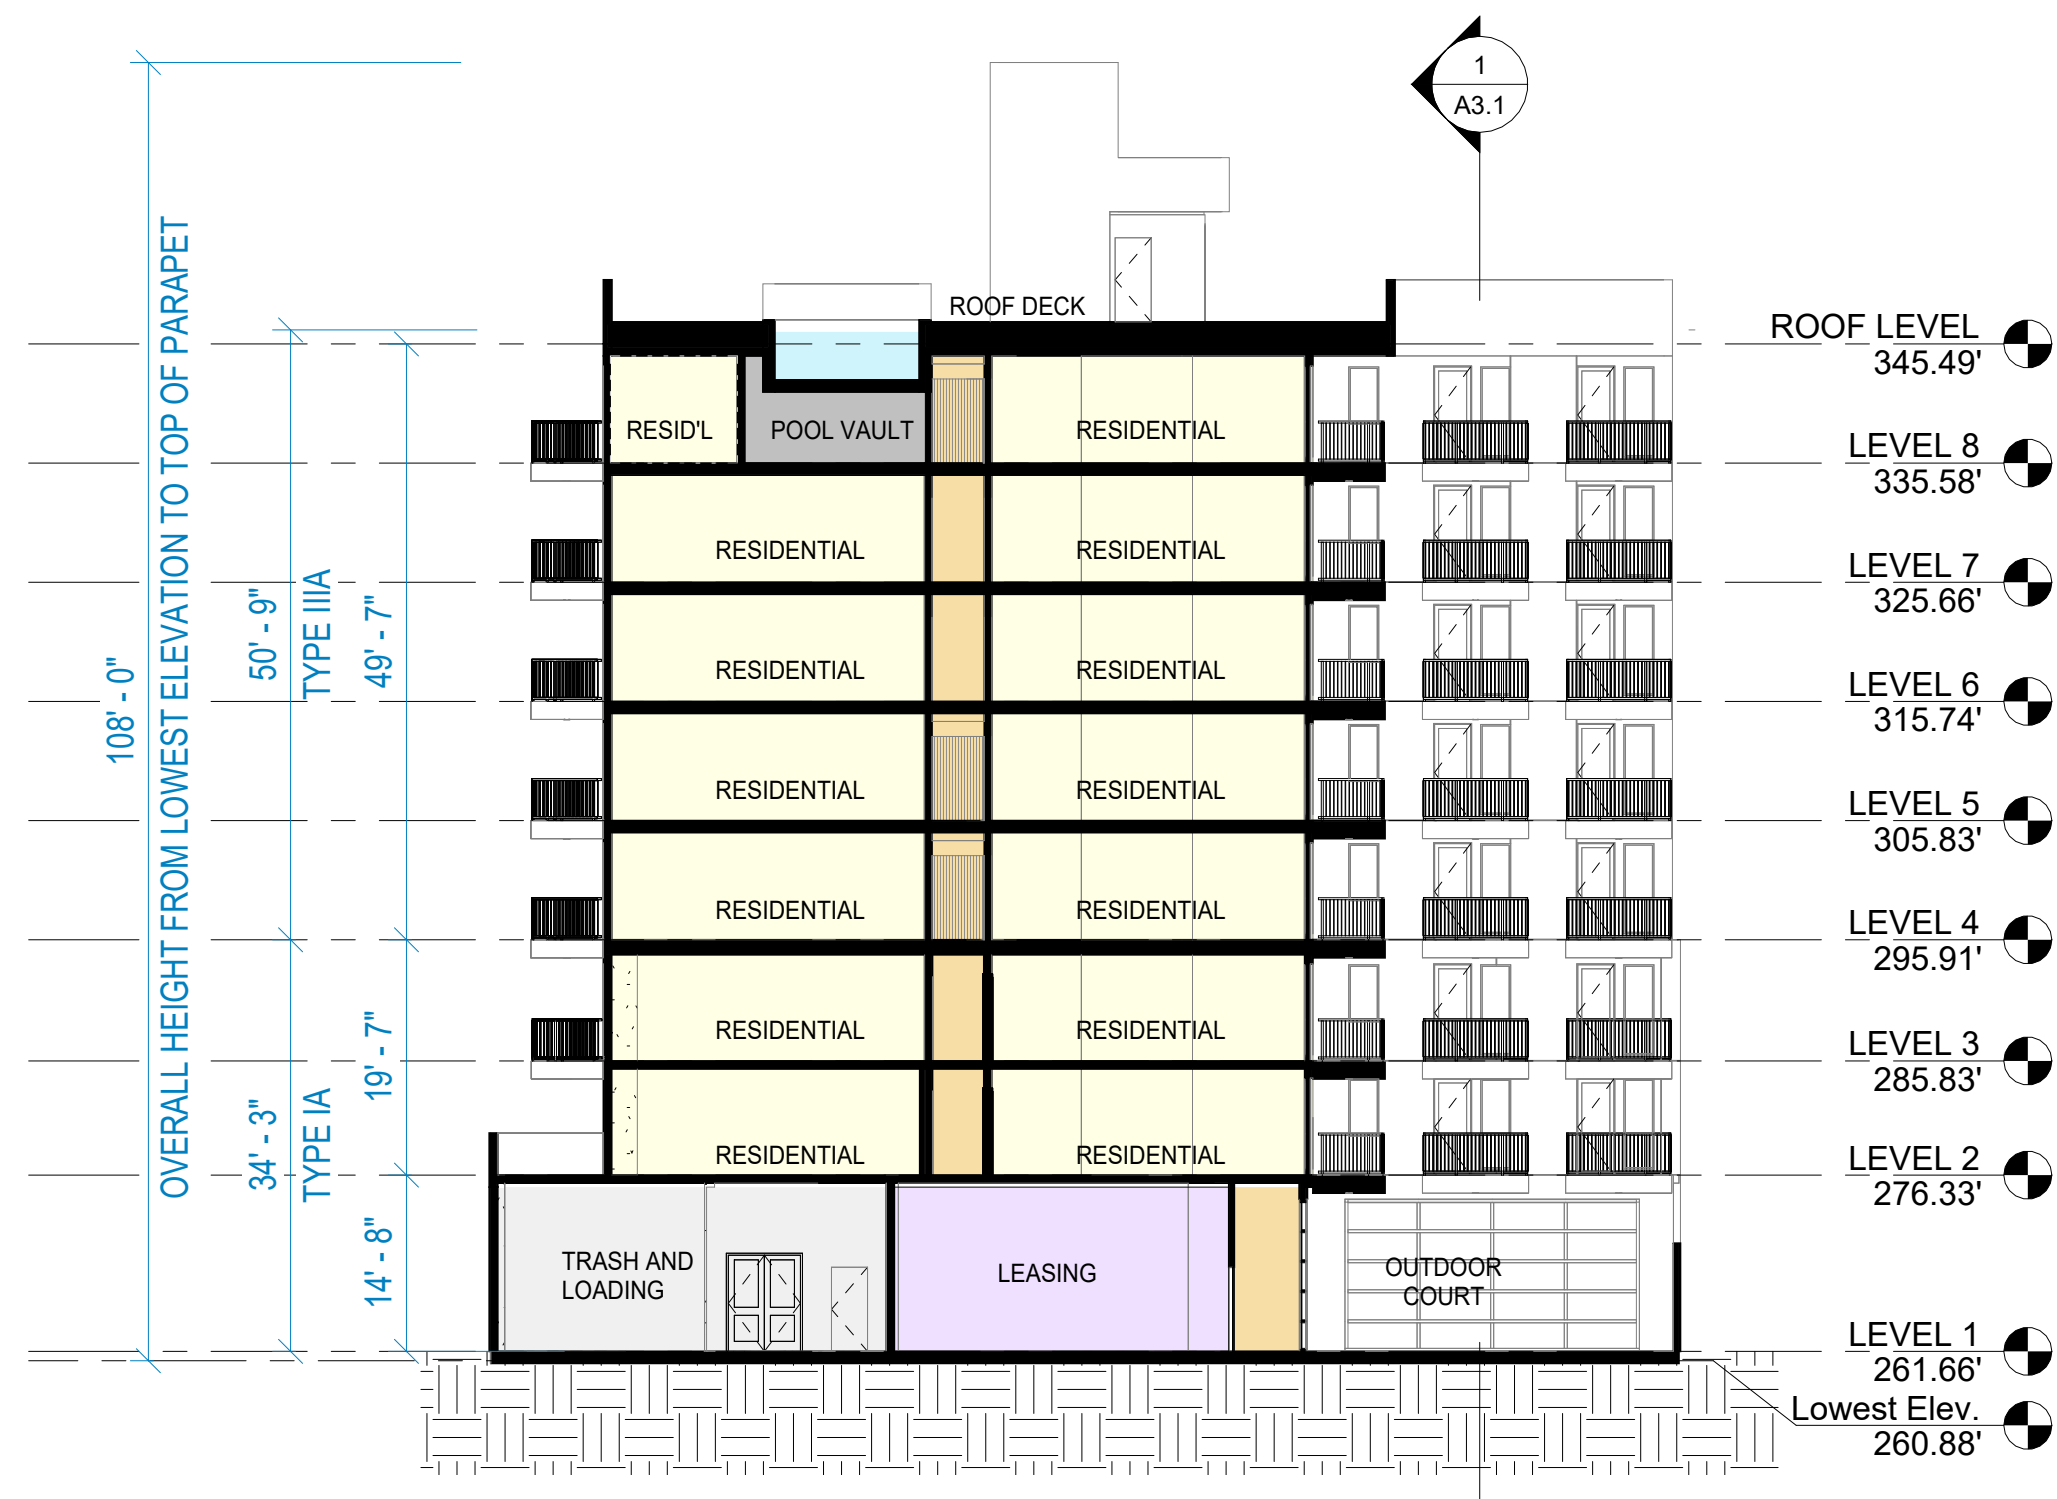 1
A3.1
OVERALL HEIGHT FROM LOWEST ELEVATION TO TOP OF PARAPET
108' - 0"
50' - 9"
TYPE IIIA
49' - 7"
34' - 3"
TYPE IA
19' - 7"
14' - 8"
ROOF DECK
RESID'L
POOL VAULT
RESIDENTIAL
RESIDENTIAL
RESIDENTIAL
RESIDENTIAL
RESIDENTIAL
RESIDENTIAL
RESIDENTIAL
RESIDENTIAL
RESIDENTIAL
RESIDENTIAL
RESIDENTIAL
RESIDENTIAL
RESIDENTIAL
TRASH AND
LOADING
LEASING
OUTDOOR
COURT
ROOF LEVEL
345.49'
LEVEL 8
335.58'
LEVEL 7
325.66'
LEVEL 6
315.74'
LEVEL 5
305.83'
LEVEL 4
295.91'
LEVEL 3
285.83'
LEVEL 2
276.33'
LEVEL 1
261.66'
Lowest Elev.
260.88'